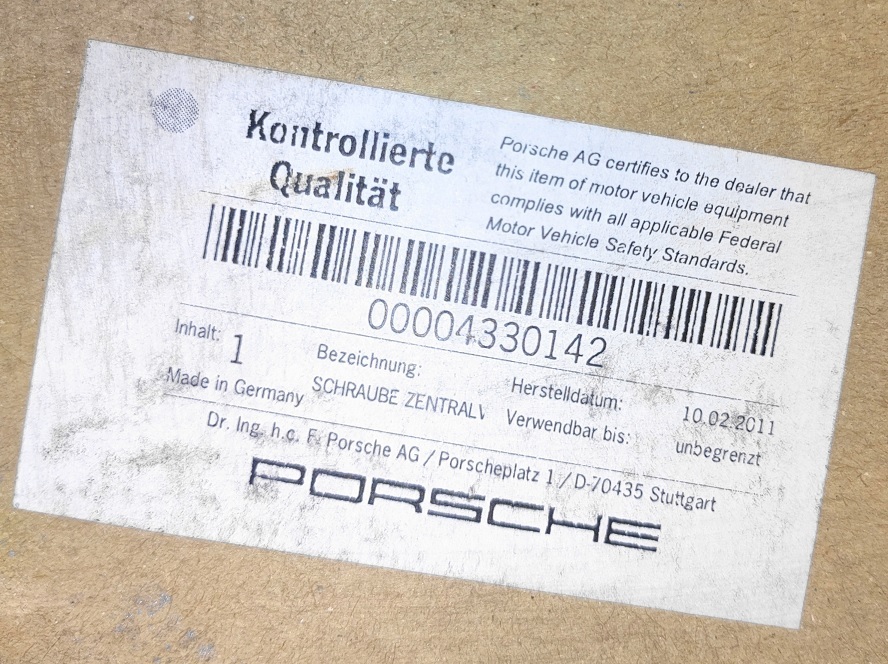 Kontrollierte
Qualität
Porsche AG certifies to the dealer that
this item of motor vehicle equipment
complies with all applicable Federal
Motor Vehicle Safety Standards.
00004330142
Inhalt: 1
Made in Germany
Bezeichnung:
SCHRAUBE ZENTRALV
Herstelldatum: 10.02.2011
Verwendbar bis: unbegrenzt
Dr. Ing. h.c. F. Porsche AG / Porscheplatz 1 / D-70435 Stuttgart
PORSCHE